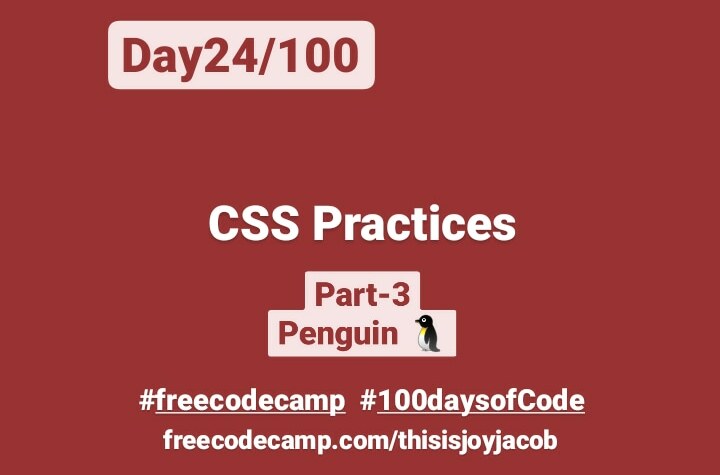 Day24/100
CSS Practices
Part-3
Penguin 🐧
#freecodecamp #100daysofCode
freecodecamp.com/thisisjoyjacob